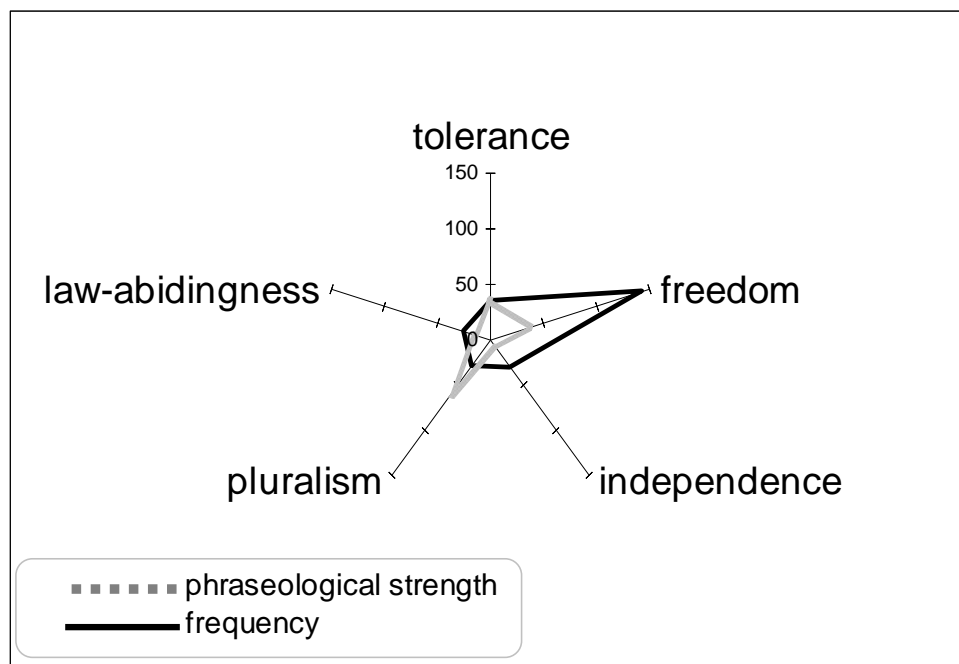 tolerance
150
100
50
0
law-abidingness
freedom
pluralism
independence
phraseological strength
frequency